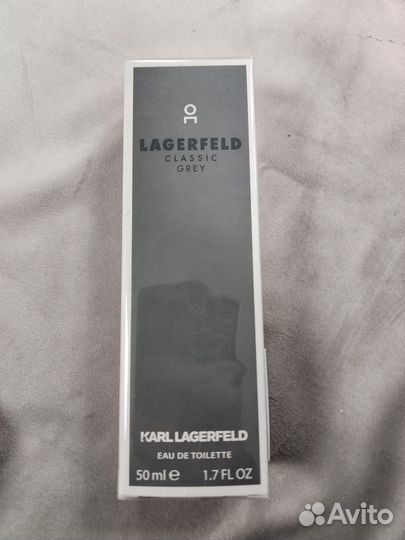 LAGERFELD
CLASSIC
GREY
KARL LAGERFELD
EAU DE TOILETTE
50 ml e 1.7 FL OZ
Avito